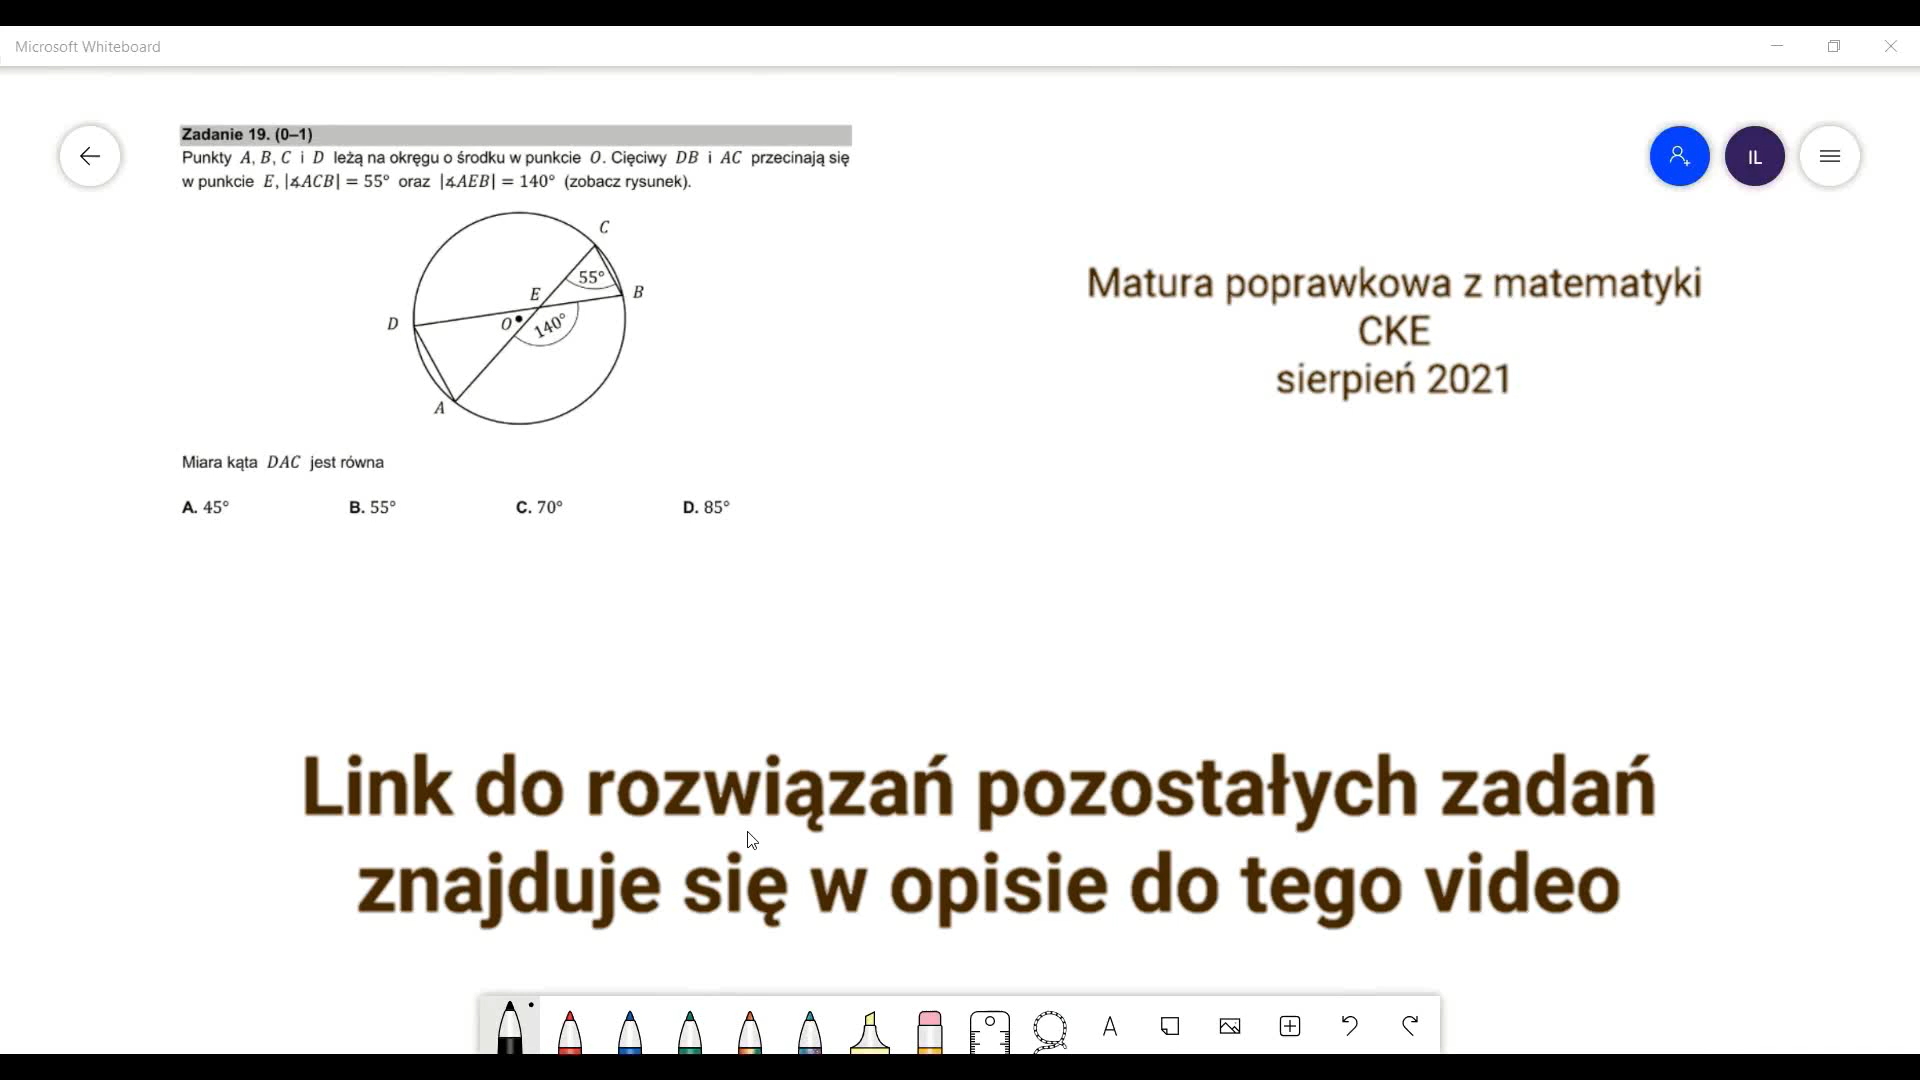 Microsoft Whiteboard
Zadanie 19. (0–1)
Punkty A, B, C i D leżą na okręgu o środku w punkcie O. Cięciwy DB i AC przecinają się
w punkcie E, |∡ACB| = 55° oraz |∡AEB| = 140° (zobacz rysunek).
C
55°
E
B
D
O
140°
A
Miara kąta DAC jest równa
A. 45° B. 55° C. 70° D. 85°
IL
Matura poprawkowa z matematyki
CKE
sierpień 2021
Link do rozwiązań pozostałych zadań
znajduje się w opisie do tego video